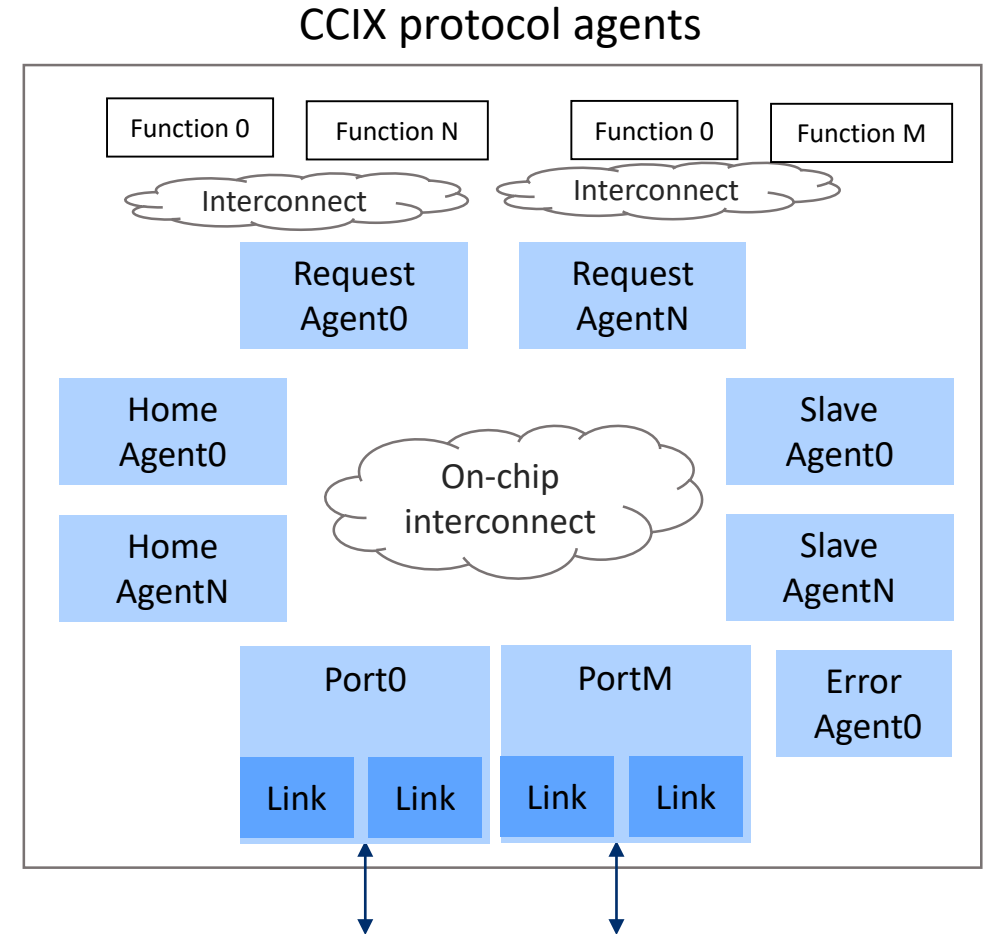 CCIX protocol agents
Function 0
Function N
Function 0
Function M
Interconnect
Interconnect
Request
Agent0
Request
AgentN
Home
Agent0
Slave
Agent0
On-chip
interconnect
Home
AgentN
Slave
AgentN
Port0
PortM
Error
Agent0
Link
Link
Link
Link